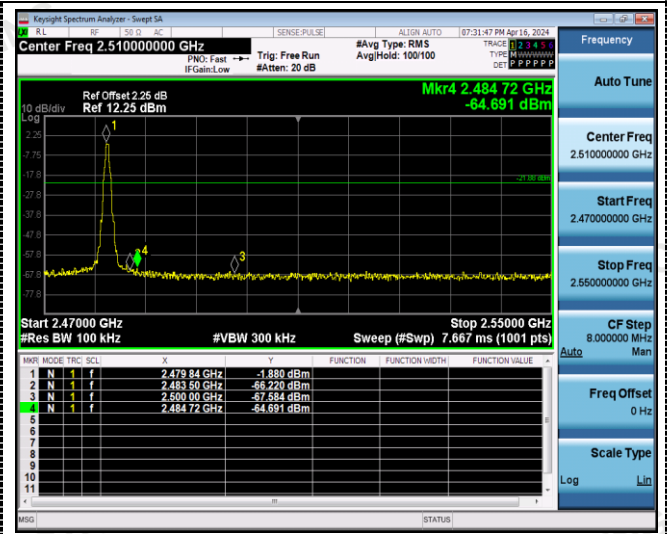 Keysight Spectrum Analyzer - Swept SA
RL RF 50 Ω AC SENSE:PULSE ALIGN AUTO 07:31:47 PM Apr 16, 2024
Center Freq 2.510000000 GHz #Avg Type: RMS TRACE 1 2 3 4 5 6
PNO: Fast Trig: Free Run Avg|Hold: 100/100 TYPE M WWWWW
IFGain:Low #Atten: 20 dB DET P P P P P P
Mkr4 2.484 72 GHz
-64.691 dBm
Ref Offset 2.25 dB
10 dB/div Ref 12.25 dBm
Log
1
2.25
-7.75
-17.8
-21.88 dBm
-27.8
-37.8
-47.8
-57.8
4
3
-67.8
-77.8
Start 2.47000 GHz Stop 2.55000 GHz
#Res BW 100 kHz #VBW 300 kHz Sweep (#Swp) 7.667 ms (1001 pts)
MKR MODE TRC SCL X Y FUNCTION FUNCTION WIDTH FUNCTION VALUE
1 N 1 f 2.479 84 GHz -1.880 dBm
2 N 1 f 2.483 50 GHz -66.220 dBm
3 N 1 f 2.500 00 GHz -67.584 dBm
4 N 1 f 2.484 72 GHz -64.691 dBm
5
6
7
8
9
10
11
MSG STATUS
Frequency
Auto Tune
Center Freq
2.510000000 GHz
Start Freq
2.470000000 GHz
Stop Freq
2.550000000 GHz
CF Step
8.000000 MHz
Auto Man
Freq Offset
0 Hz
Scale Type
Log Lin